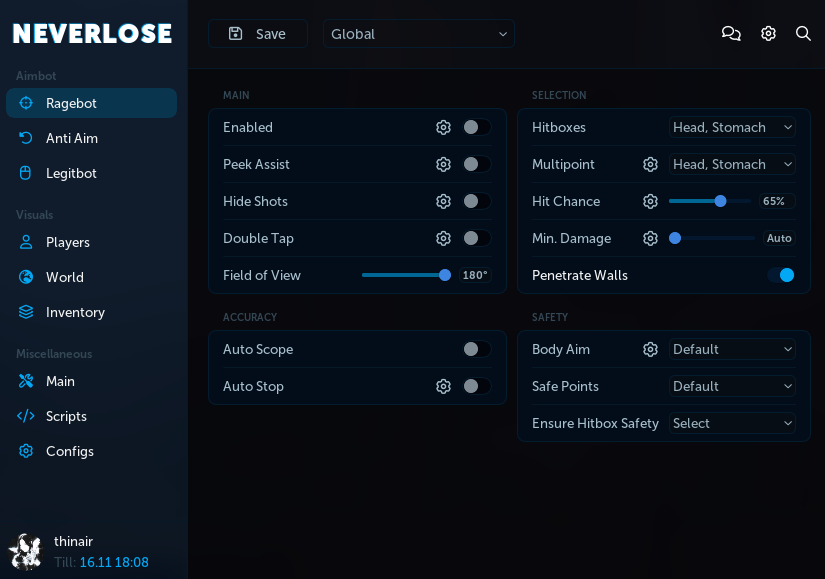 NEVERLOSE
Aimbot
Ragebot
Anti Aim
Legitbot
Visuals
Players
World
Inventory
Miscellaneous
Main
Scripts
Configs
thinair
Till: 16.11 18:08
Save
Global
MAIN
Enabled
Peek Assist
Hide Shots
Double Tap
Field of View 180°
ACCURACY
Auto Scope
Auto Stop
SELECTION
Hitboxes Head, Stomach
Multipoint Head, Stomach
Hit Chance 65%
Min. Damage Auto
Penetrate Walls
SAFETY
Body Aim Default
Safe Points Default
Ensure Hitbox Safety Select